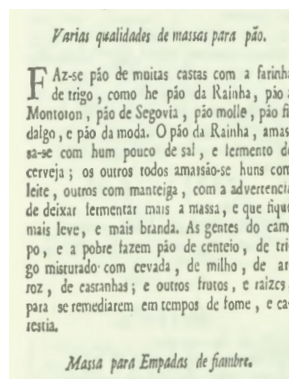 Varias qualidades de massas para pão.
FAz-se pão de muitas castas com a farinha
de trigo, como he pão da Rainha, pão a
Montoron, pão de Segovia, pão molle, pão fi
dalgo, e pão da moda. O pão da Rainha, amas
sa-se com hum pouco de sal, e fermento de
cerveja; os outros todos amasão-se huns com
leite, outros com manteiga, com a advertencia
de deixar fermentar mais a massa, e que fique
mais leve, e mais branda. As gentes do cam
po, e a pobre fazem pão de centeio, de tri
go misturado com cevada, de milho, de ar
roz, de castanhas; e outros frutos, e raizes
para se remediarem em tempos de fome, e ca-
restia.
Massa para Empadas de fiambre.